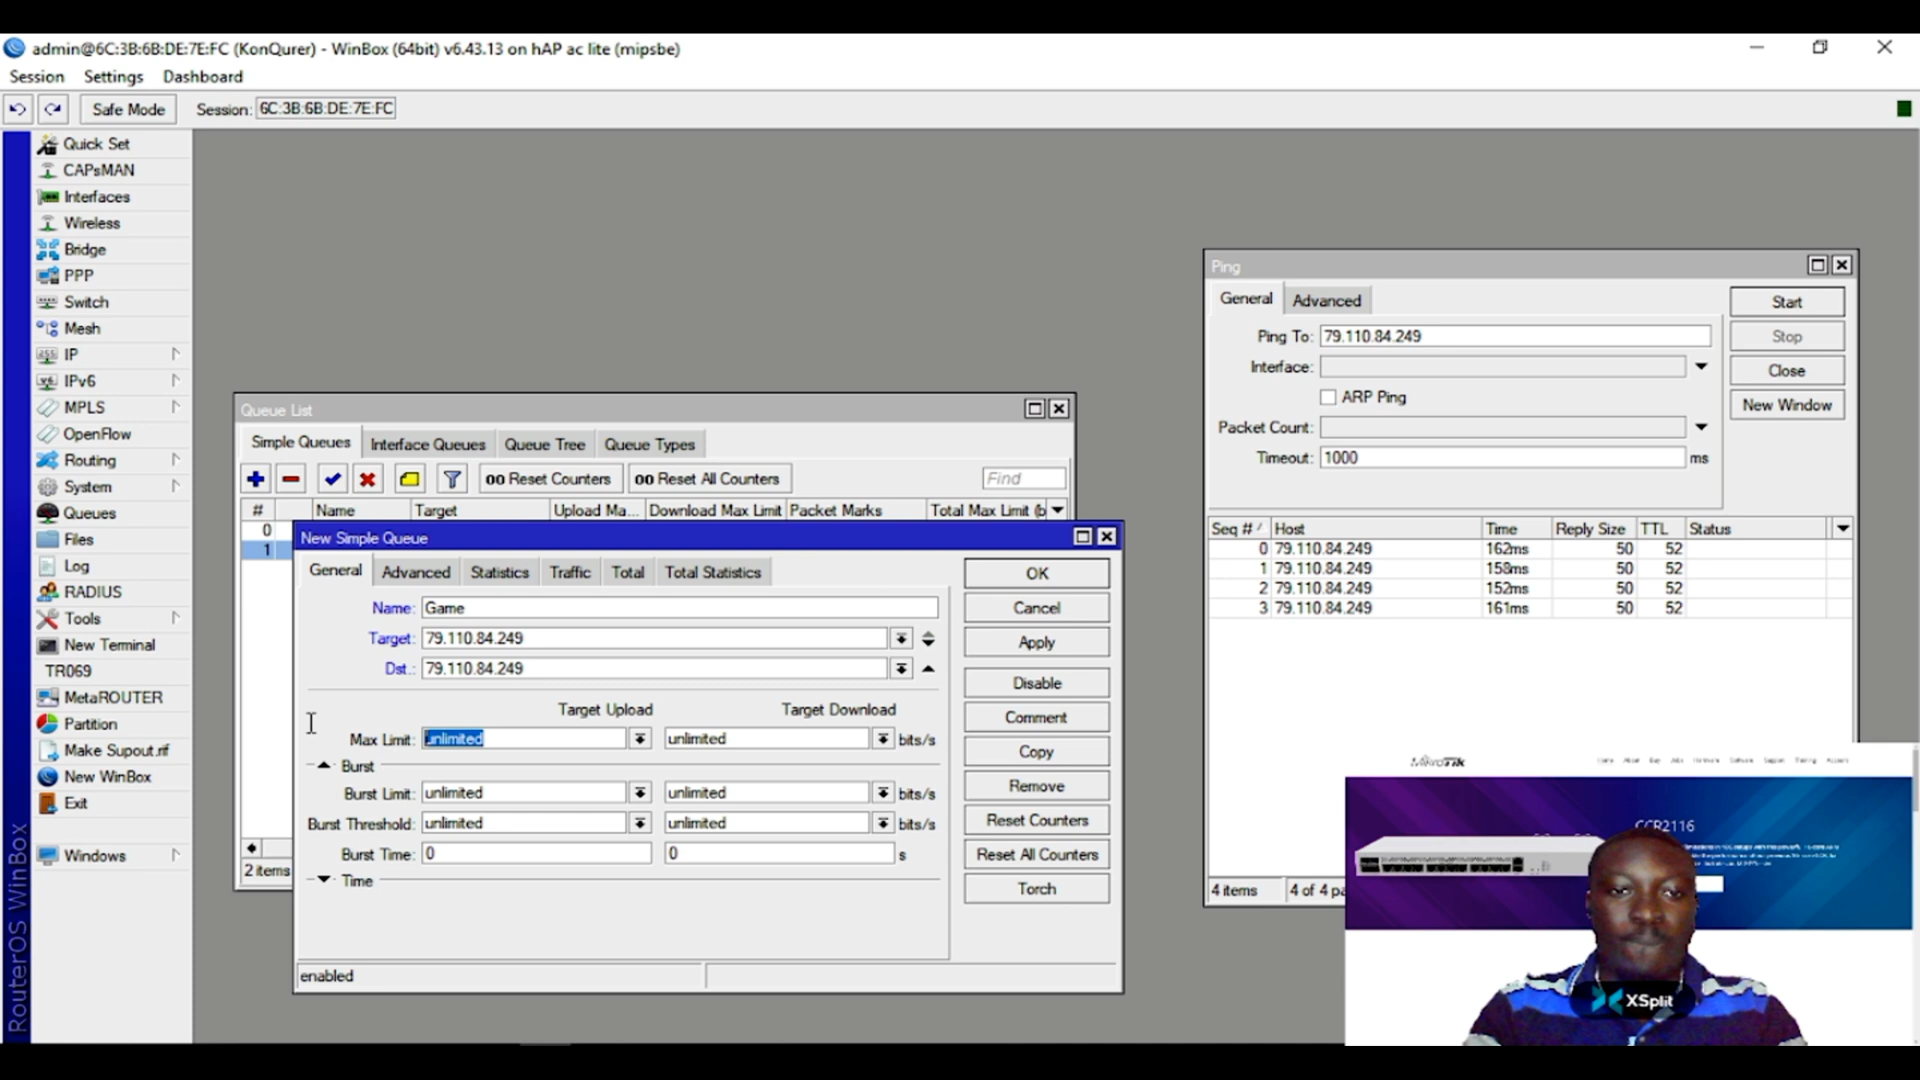 admin@6C:3B:6B:DE:7E:FC (KonQurer) - WinBox (64bit) v6.43.13 on hAP ac lite (mipsbe)
Session Settings Dashboard
Safe Mode Session: 6C:3B:6B:DE:7E:FC
Quick Set
CAPsMAN
Interfaces
Wireless
Bridge
PPP
Switch
Mesh
IP
IPv6
MPLS
OpenFlow
Routing
System
Queues
Files
Log
RADIUS
Tools
New Terminal
TR069
MetaROUTER
Partition
Make Supout.rif
New WinBox
Exit
Windows
RouterOS WinBox
Queue List
Simple Queues Interface Queues Queue Tree Queue Types
00 Reset Counters 00 Reset All Counters Find
# Name Target Upload Ma... Download Max Limit Packet Marks Total Max Limit (b
0
1
2 items
New Simple Queue
General Advanced Statistics Traffic Total Total Statistics
Name: Game
Target: 79.110.84.249
Dst.: 79.110.84.249
Target Upload Target Download
Max Limit: unlimited unlimited bits/s
Burst
Burst Limit: unlimited unlimited bits/s
Burst Threshold: unlimited unlimited bits/s
Burst Time: 0 0 s
Time
enabled
OK
Cancel
Apply
Disable
Comment
Copy
Remove
Reset Counters
Reset All Counters
Torch
Ping
General Advanced
Ping To: 79.110.84.249
Interface:
ARP Ping
Packet Count:
Timeout: 1000 ms
Start
Stop
Close
New Window
Seq # Host Time Reply Size TTL Status
0 79.110.84.249 162ms 50 52
1 79.110.84.249 158ms 50 52
2 79.110.84.249 152ms 50 52
3 79.110.84.249 161ms 50 52
4 items 4 of 4 pa
MikroTik
CCR2116
XSplit